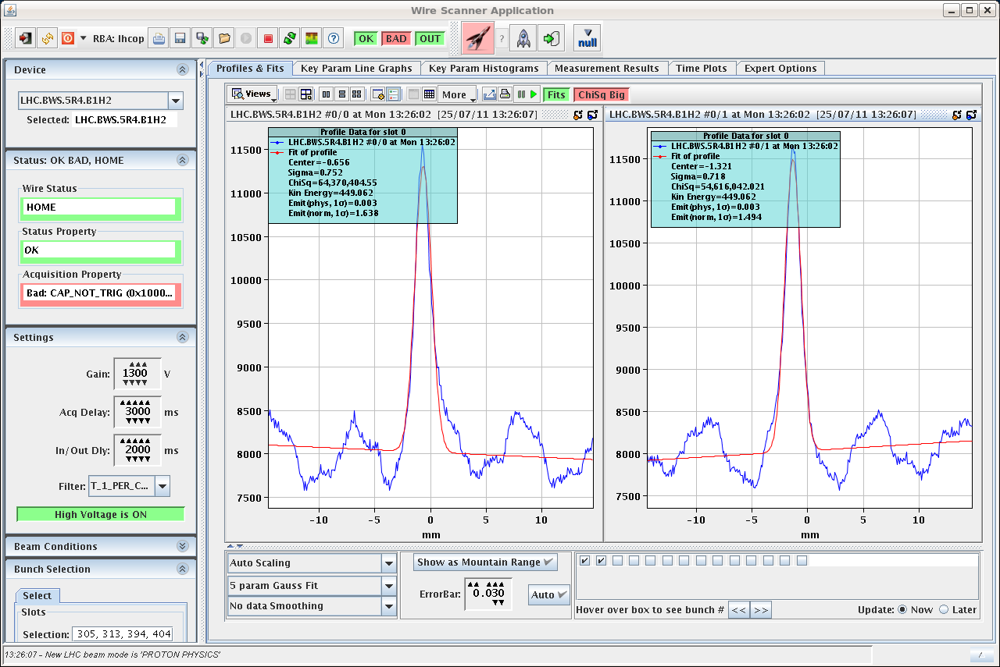 Wire Scanner Application
RBA: lhcop
OK BAD OUT
?
null
Device
LHC.BWS.5R4.B1H2
Selected: LHC.BWS.5R4.B1H2
Status: OK BAD, HOME
Wire Status
HOME
Status Property
OK
Acquisition Property
Bad: CAP_NOT_TRIG (0x1000...
Settings
Gain: 1300 V
Acq Delay: 3000 ms
In/Out Dly: 2000 ms
Filter: T_1_PER_C...
High Voltage is ON
Beam Conditions
Bunch Selection
Select
Slots
Selection: 305, 313, 394, 404
Profiles & Fits Key Param Line Graphs Key Param Histograms Measurement Results Time Plots Expert Options
Views More Fits ChiSq Big
LHC.BWS.5R4.B1H2 #0/0 at Mon 13:26:02 [25/07/11 13:26:07]
Profile Data for slot 0
LHC.BWS.5R4.B1H2 #0/0 at Mon 13:26:02
Fit of profile
Center=-0.656
Sigma=0.752
ChiSq=64,370,404.55
Kin Energy=449.062
Emit(phys, 1σ)=0.003
Emit(norm, 1σ)=1.638
11500
11000
10500
10000
9500
9000
8500
8000
7500
-10 -5 0 5 10
mm
LHC.BWS.5R4.B1H2 #0/1 at Mon 13:26:02 [25/07/11 13:26:07]
Profile Data for slot 0
LHC.BWS.5R4.B1H2 #0/1 at Mon 13:26:02
Fit of profile
Center=-1.321
Sigma=0.718
ChiSq=54,616,042.021
Kin Energy=449.062
Emit(phys, 1σ)=0.003
Emit(norm, 1σ)=1.494
11500
11000
10500
10000
9500
9000
8500
8000
7500
-10 -5 0 5 10
mm
Auto Scaling
5 param Gauss Fit
No data Smoothing
Show as Mountain Range
ErrorBar: 0.030 Auto
Hover over box to see bunch # << >> Update: Now Later
13:26:07 - New LHC beam mode is 'PROTON PHYSICS'